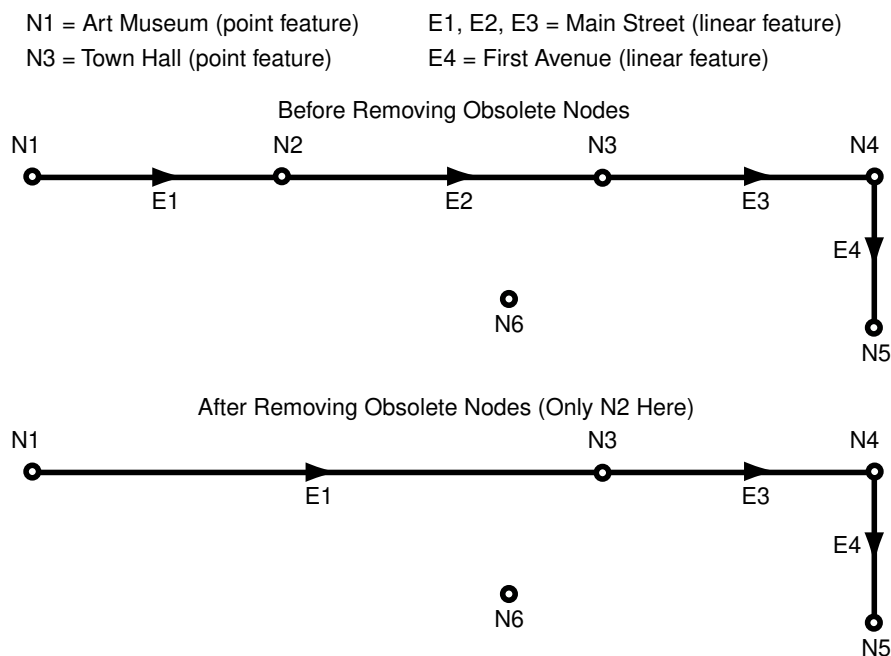 N1 = Art Museum (point feature) E1, E2, E3 = Main Street (linear feature)
N3 = Town Hall (point feature) E4 = First Avenue (linear feature)
Before Removing Obsolete Nodes
N1 N2 N3 N4
E1 E2 E3
E4
N6
N5
After Removing Obsolete Nodes (Only N2 Here)
N1 N3 N4
E1 E3
E4
N6
N5